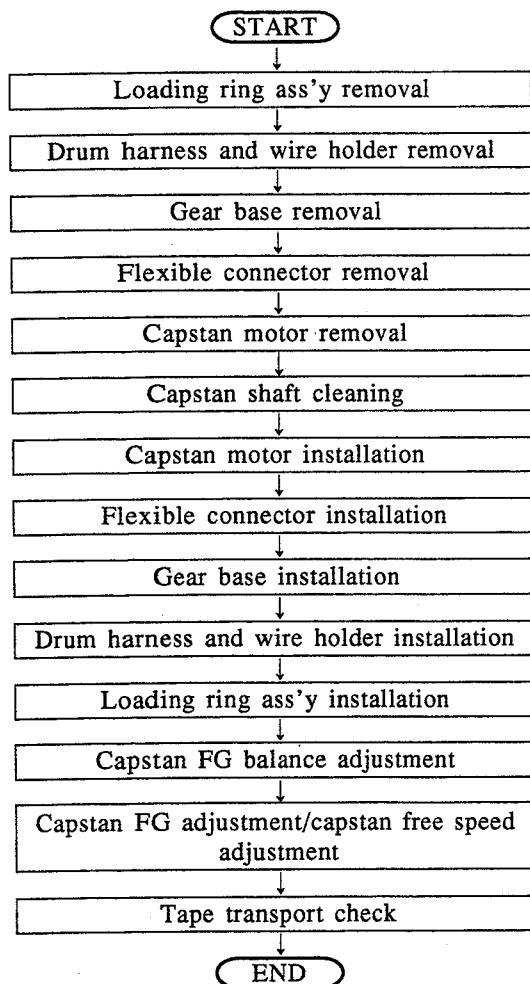 START
Loading ring ass'y removal
Drum harness and wire holder removal
Gear base removal
Flexible connector removal
Capstan motor removal
Capstan shaft cleaning
Capstan motor installation
Flexible connector installation
Gear base installation
Drum harness and wire holder installation
Loading ring ass'y installation
Capstan FG balance adjustment
Capstan FG adjustment/capstan free speed
adjustment
Tape transport check
END